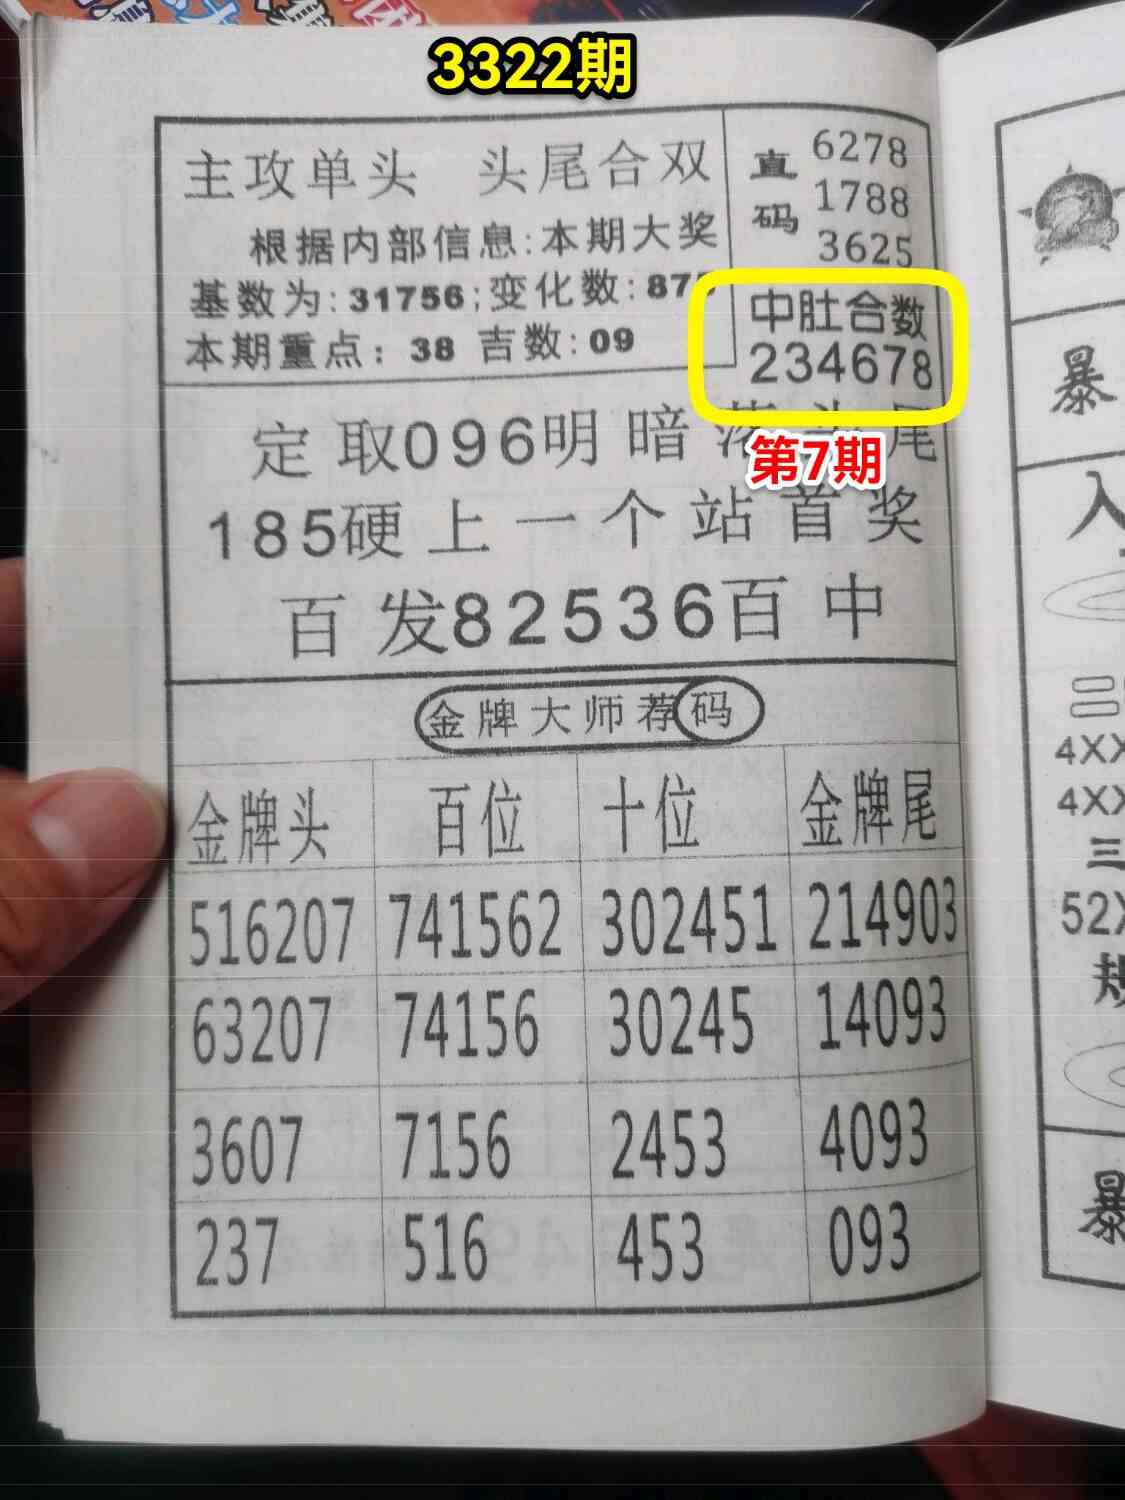 3322期
主攻单头 头尾合双
根据内部信息:本期大奖
基数为:31756;变化数:875
本期重点:38 吉数:09
直码
6278
1788
3625
中肚合数
234678
第7期
定取096明暗落头尾
185硬上一个站首奖
百发82536百中
金牌大师荐码
金牌头 百位 十位 金牌尾
516207 741562 302451 214903
63207 74156 30245 14093
3607 7156 2453 4093
237 516 453 093
暴
入
4XX
4XX
三
52X
暴